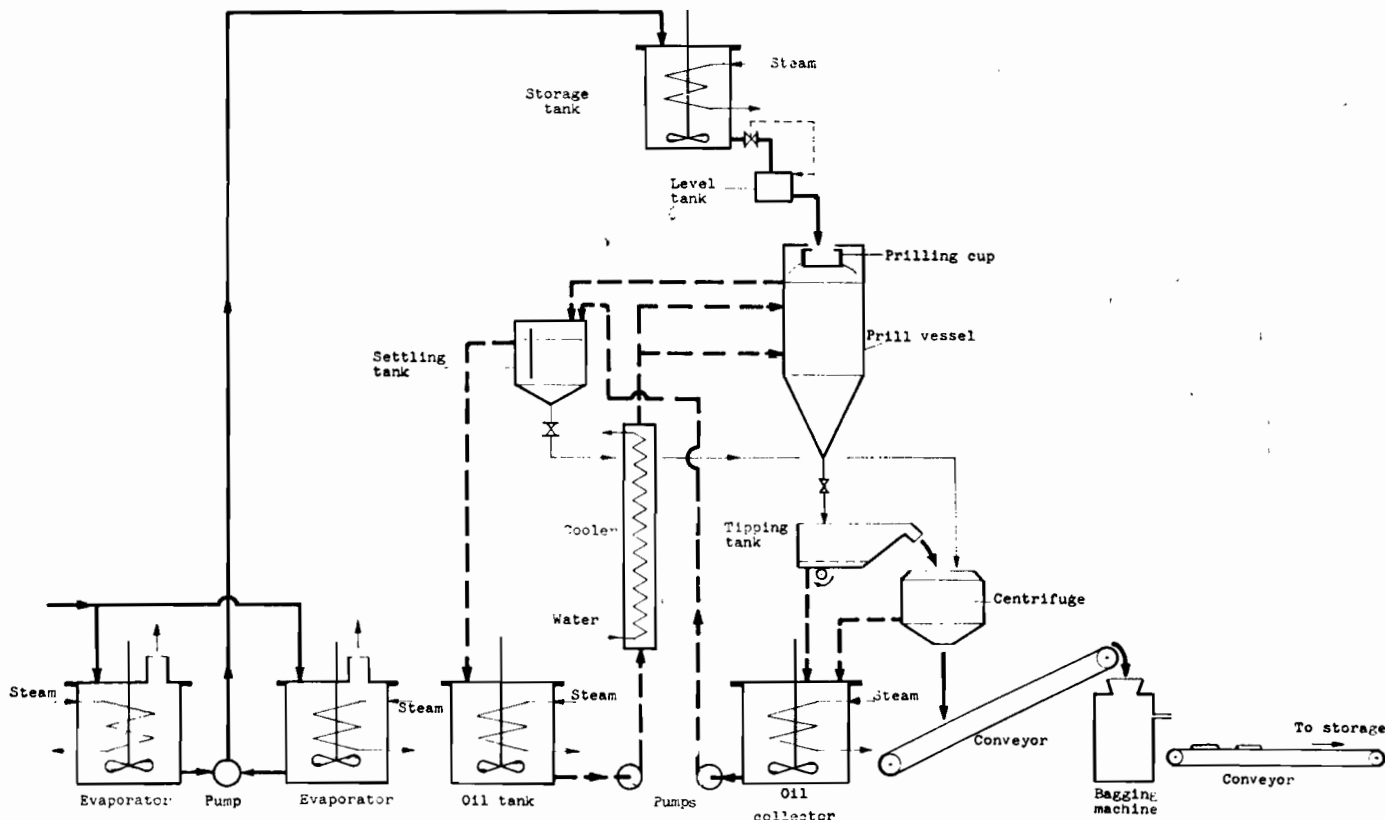 Steam
Storage
tank
Level
tank
Prilling cup
Prill vessel
Settling
tank
Cooler
Tipping
tank
Centrifuge
Water
Steam
Steam
Steam
Steam
To storage
Conveyor
Conveyor
Evaporator
Pump
Evaporator
Oil tank
Pumps
Oil
collector
Bagging
machine